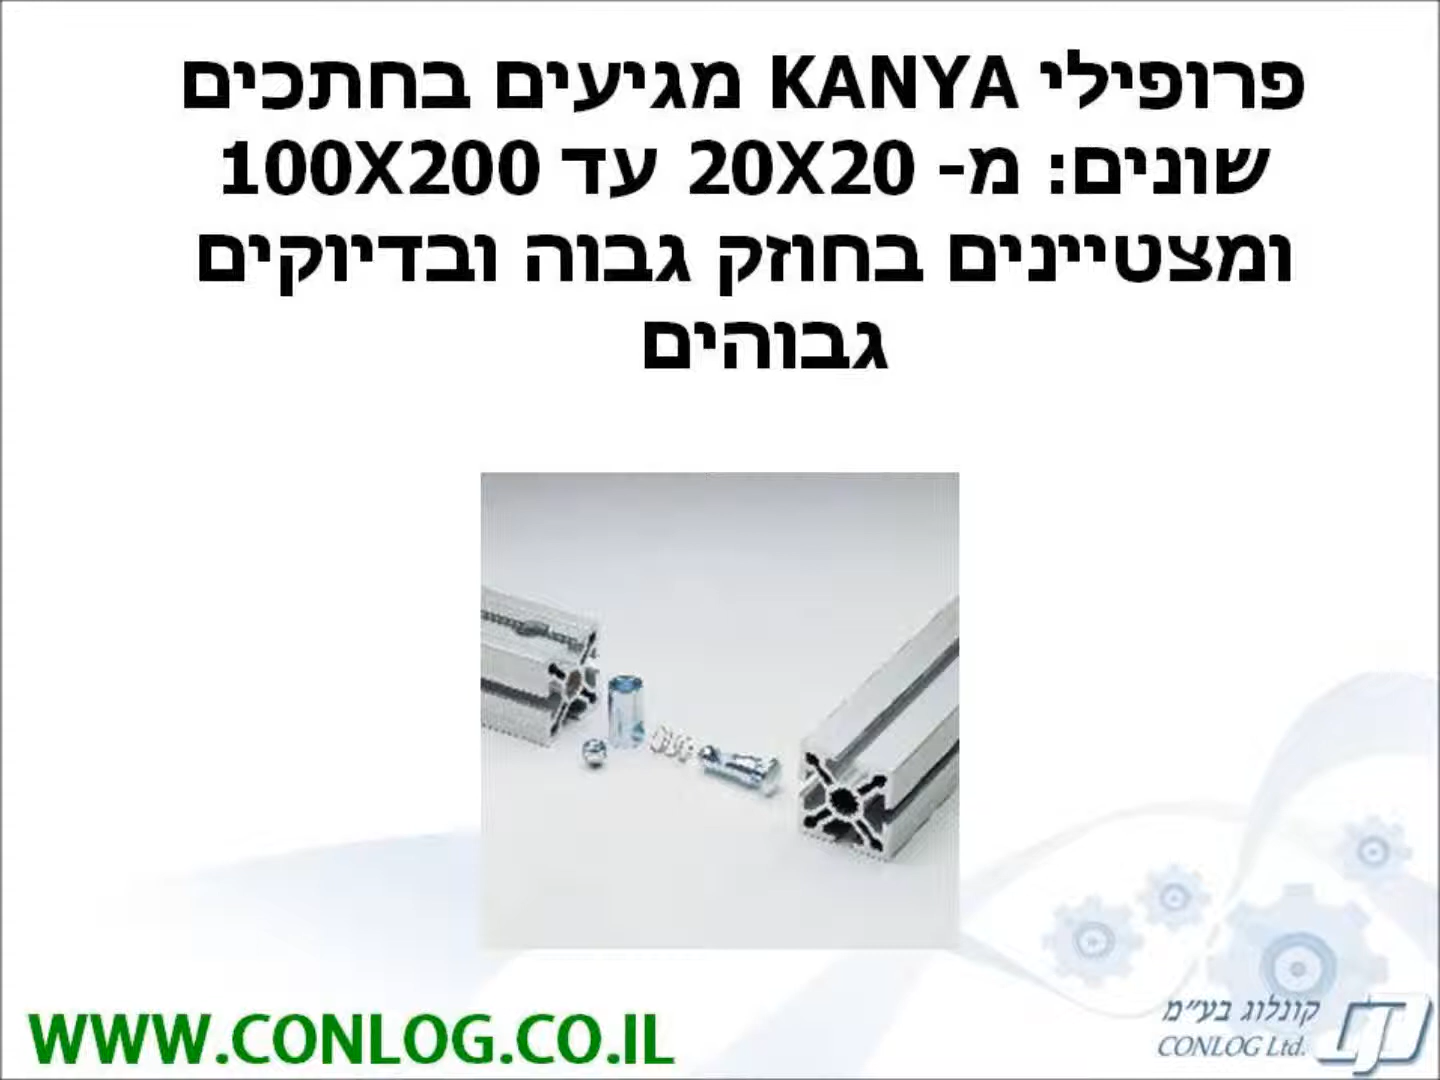 פרופילי KANYA מגיעים בחתכים
שונים: מ- 20X20 עד 100X200
ומצטיינים בחוזק גבוה ובדיוקים
גבוהים
WWW.CONLOG.CO.IL
קונלוג בע״מ
CONLOG Ltd.